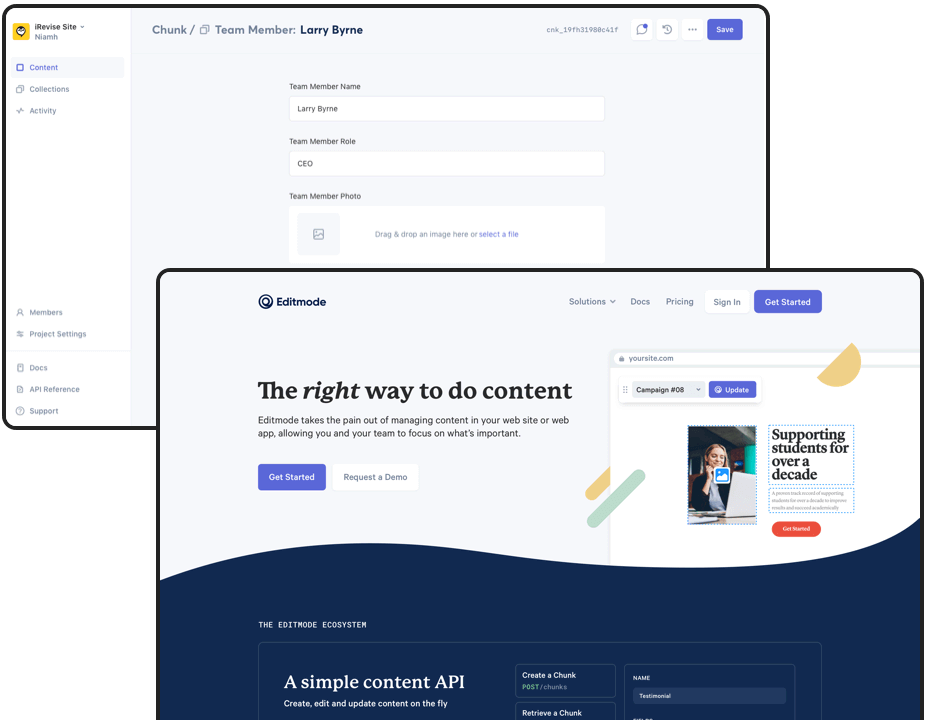 iRevise Site
Niamh
Content
Collections
Activity
Members
Project Settings
Docs
API Reference
Support
Chunk / Team Member: Larry Byrne
cnk_19fh31980c41f
Save
Team Member Name
Larry Byrne
Team Member Role
CEO
Team Member Photo
Drag & drop an image here or select a file
Editmode
Solutions
Docs
Pricing
Sign In
Get Started
The right way to do content
Editmode takes the pain out of managing content in your web site or web
app, allowing you and your team to focus on what's important.
Get Started
Request a Demo
yoursite.com
Campaign #08
Update
Supporting
students for
over a
decade
A proven track record of supporting
students for over a decade to improve
results and succeed academically
Get Started
THE EDITMODE ECOSYSTEM
A simple content API
Create, edit and update content on the fly
Create a Chunk
POST/chunks
Retrieve a Chunk
NAME
Testimonial